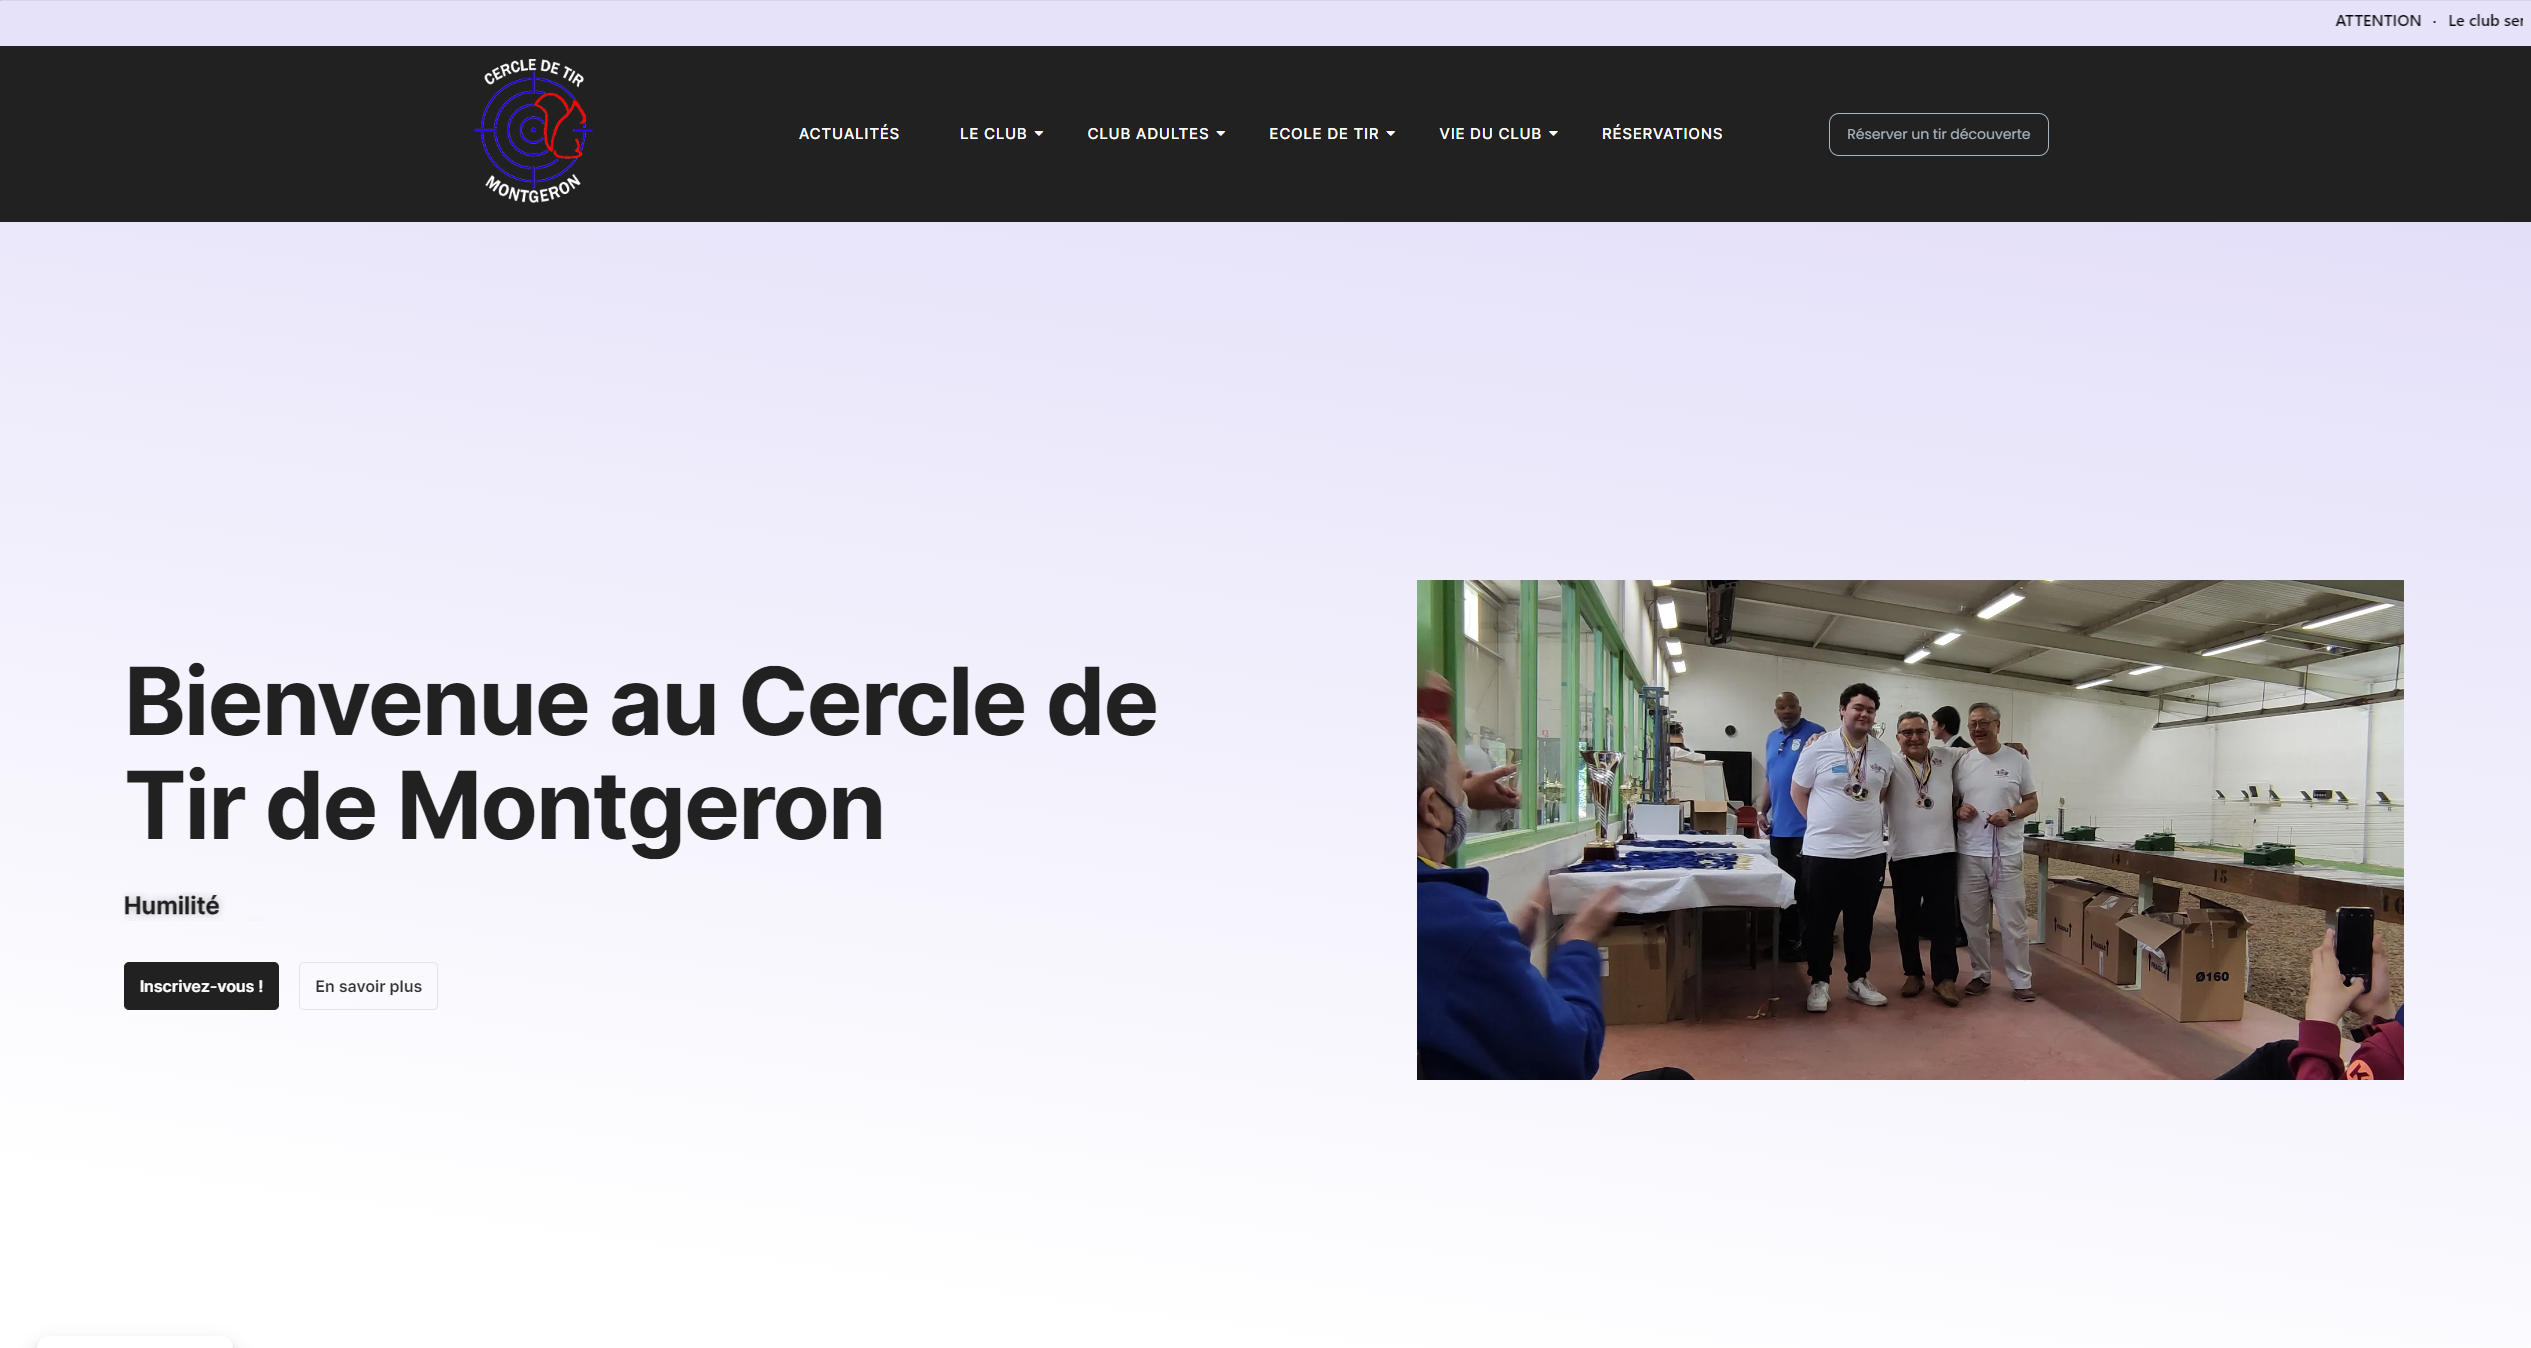 ATTENTION · Le club ser
CERCLE DE TIR
MONTGERON
ACTUALITÉS
LE CLUB
CLUB ADULTES
ECOLE DE TIR
VIE DU CLUB
RÉSERVATIONS
Réserver un tir découverte
Bienvenue au Cercle de
Tir de Montgeron
Humilité
Inscrivez-vous !
En savoir plus
15
16
Ø160